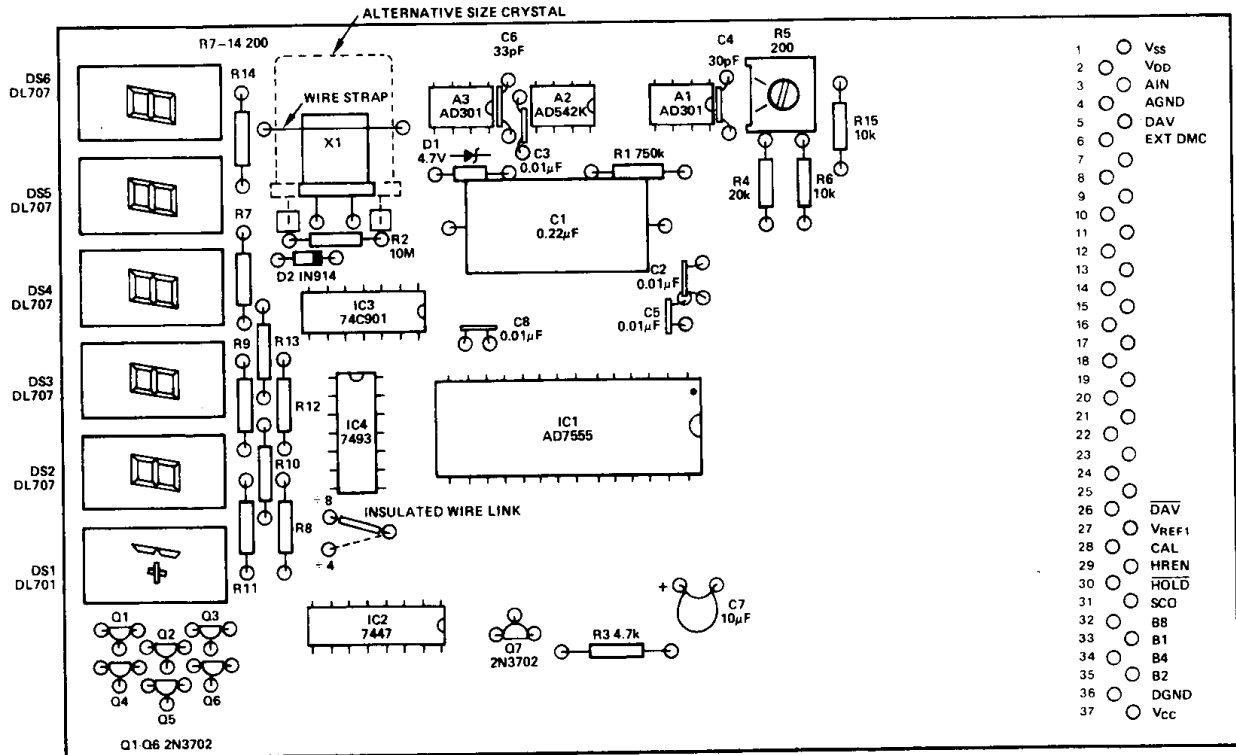 ALTERNATIVE SIZE CRYSTAL
R7-14 200
DS6
DL707
R14
WIRE STRAP
X1
C6
33pF
A3
AD301
A2
AD542K
C3
0.01µF
D1
4.7V
R1 750k
C4
30pF
A1
AD301
R5
200
R15
10k
R4
20k
R6
10k
DS5
DL707
R7
R2
10M
D2 IN914
C1
0.22µF
C2
0.01µF
C5
0.01µF
DS4
DL707
IC3
74C901
C8
0.01µF
R13
R9
DS3
DL707
R12
IC4
7493
IC1
AD7555
R10
DS2
DL707
÷8
INSULATED WIRE LINK
÷4
R8
R11
DS1
DL701
Q1
Q2
Q3
Q4
Q5
Q6
Q1-Q6 2N3702
IC2
7447
Q7
2N3702
R3 4.7k
+
C7
10µF
1 VSS
2 VDD
3 AIN
4 AGND
5 DAV
6 EXT DMC
7
8
9
10
11
12
13
14
15
16
17
18
19
20
21
22
23
24
25
26 D̅A̅V̅
27 VREF1
28 CAL
29 HREN
30 H̅O̅L̅D̅
31 SCO
32 B8
33 B1
34 B4
35 B2
36 DGND
37 VCC